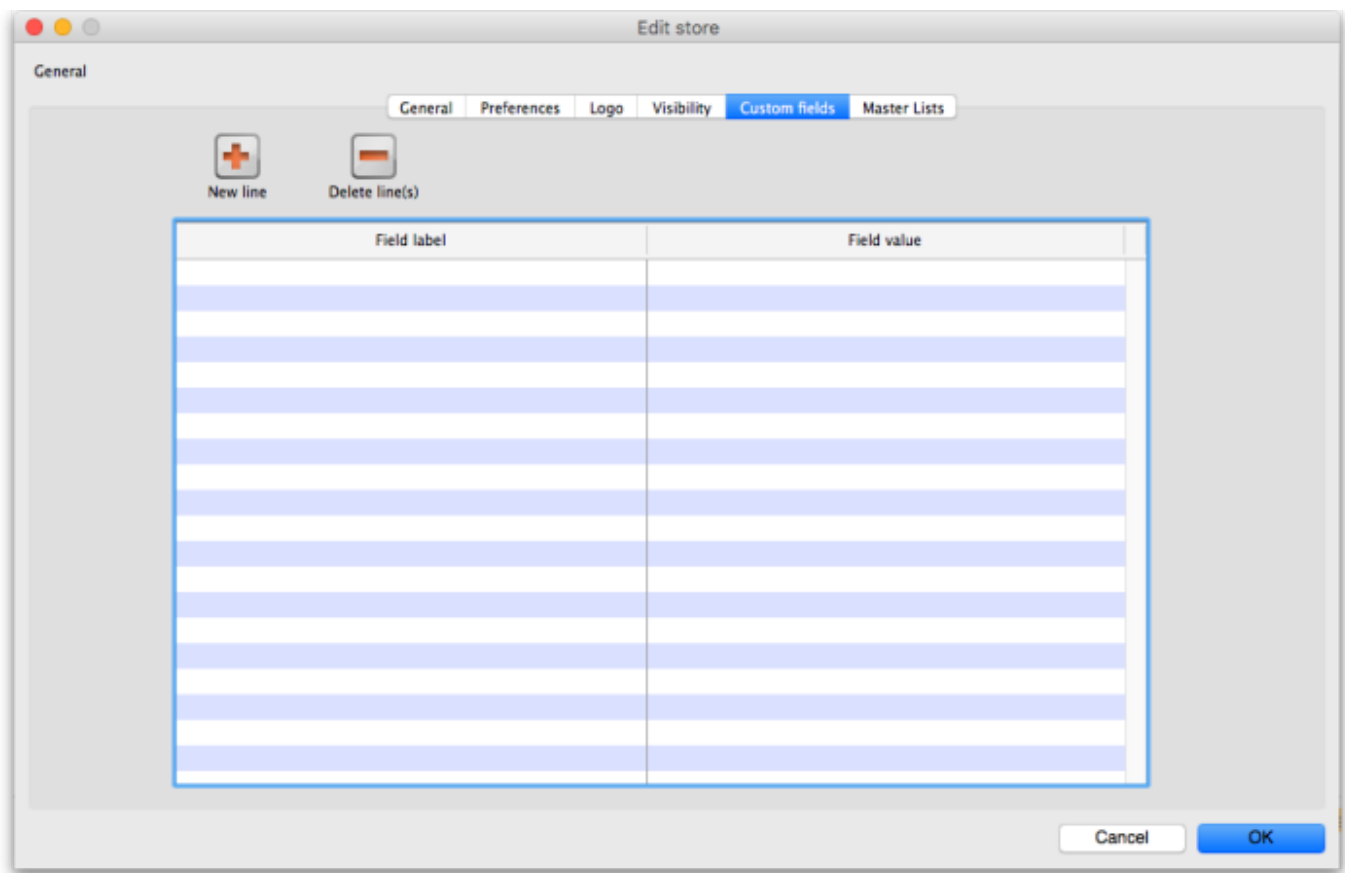 Edit store
General
General Preferences Logo Visibility Custom fields Master Lists
New line Delete line(s)
Field label Field value
Cancel OK